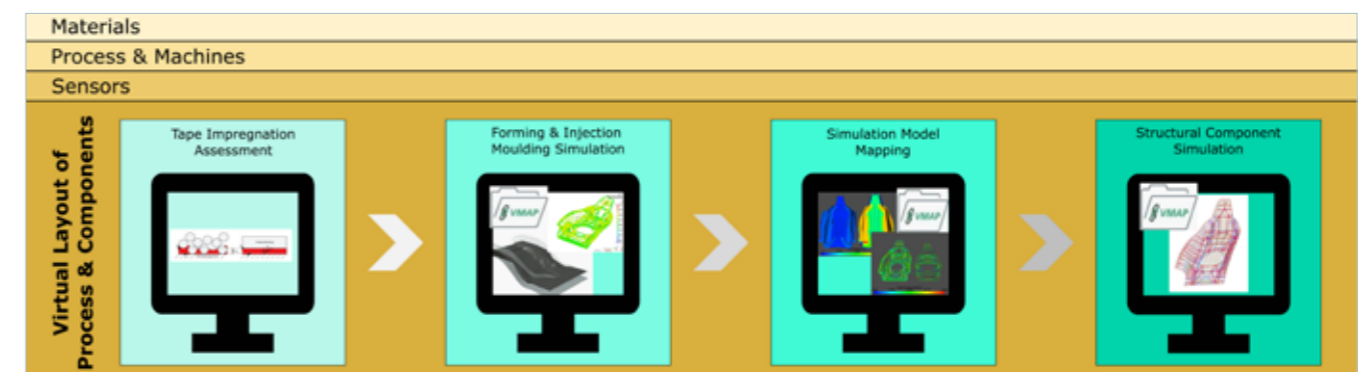 Materials
Process & Machines
Sensors
Virtual Layout of
Process & Components
Tape Impregnation
Assessment
Forming & Injection
Moulding Simulation
VMAP
Simulation Model
Mapping
VMAP
Structural Component
Simulation
VMAP